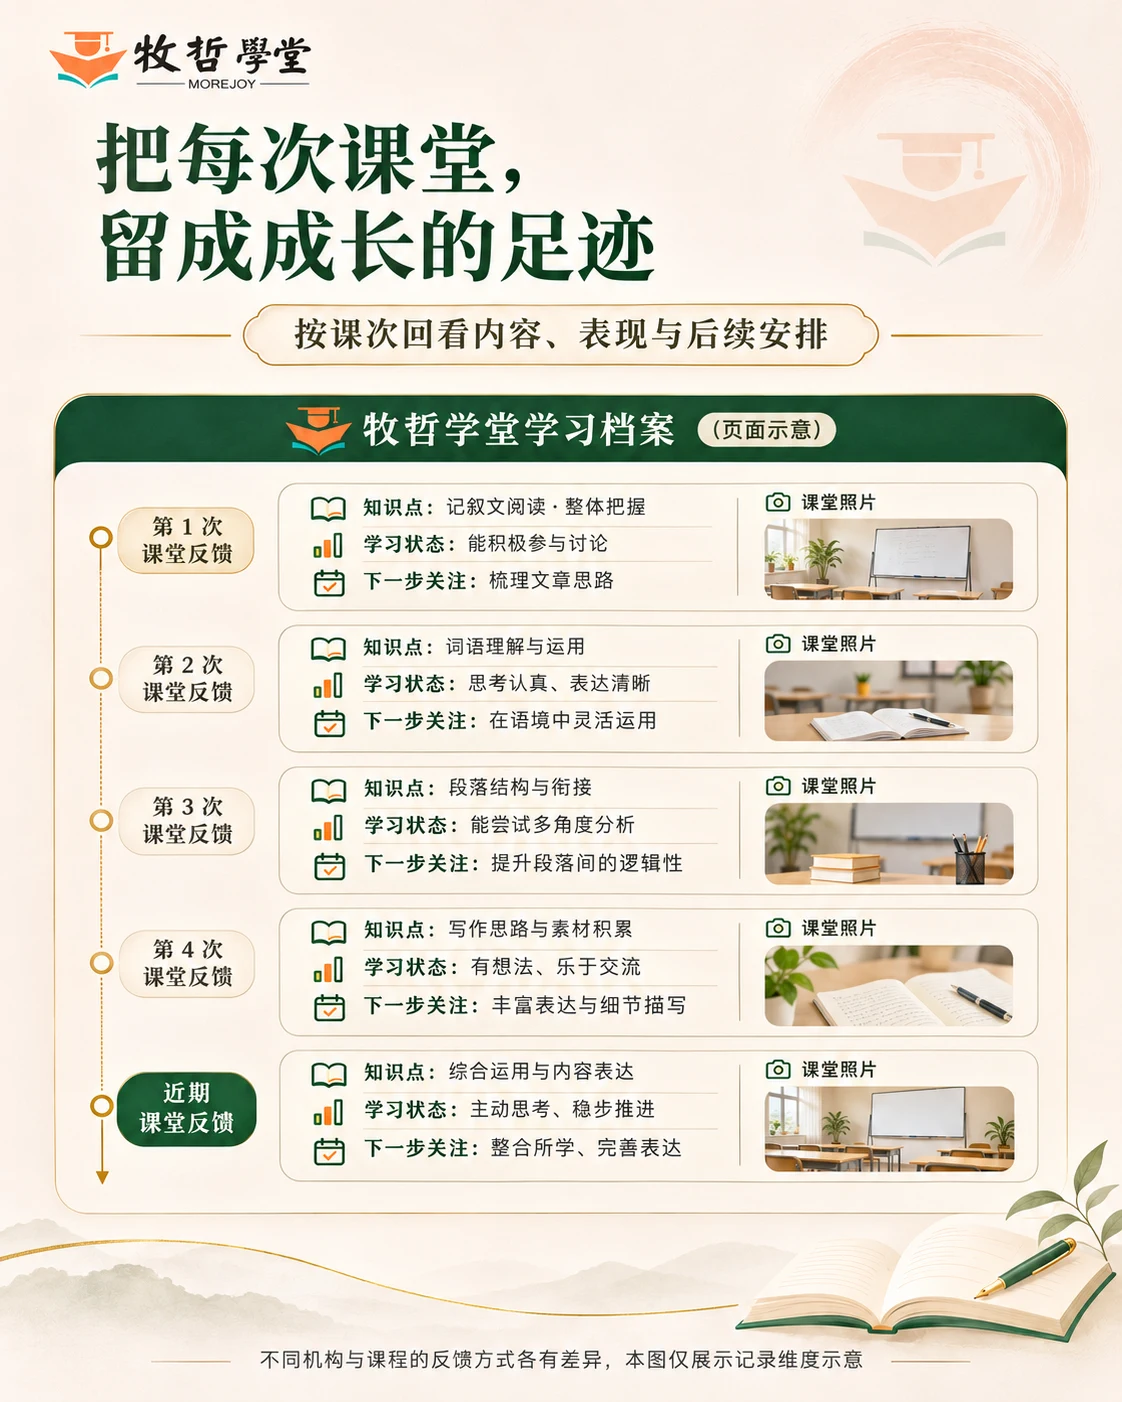 牧哲學堂
MOREJOY
把每次课堂，
留成成长的足迹
按课次回看内容、表现与后续安排
牧哲学堂学习档案
（页面示意）
第 1 次
课堂反馈
知识点：记叙文阅读·整体把握
学习状态：能积极参与讨论
下一步关注：梳理文章思路
课堂照片
第 2 次
课堂反馈
知识点：词语理解与运用
学习状态：思考认真、表达清晰
下一步关注：在语境中灵活运用
课堂照片
第 3 次
课堂反馈
知识点：段落结构与衔接
学习状态：能尝试多角度分析
下一步关注：提升段落间的逻辑性
课堂照片
第 4 次
课堂反馈
知识点：写作思路与素材积累
学习状态：有想法、乐于交流
下一步关注：丰富表达与细节描写
课堂照片
近期
课堂反馈
知识点：综合运用与内容表达
学习状态：主动思考、稳步推进
下一步关注：整合所学、完善表达
课堂照片
不同机构与课程的反馈方式各有差异，本图仅展示记录维度示意